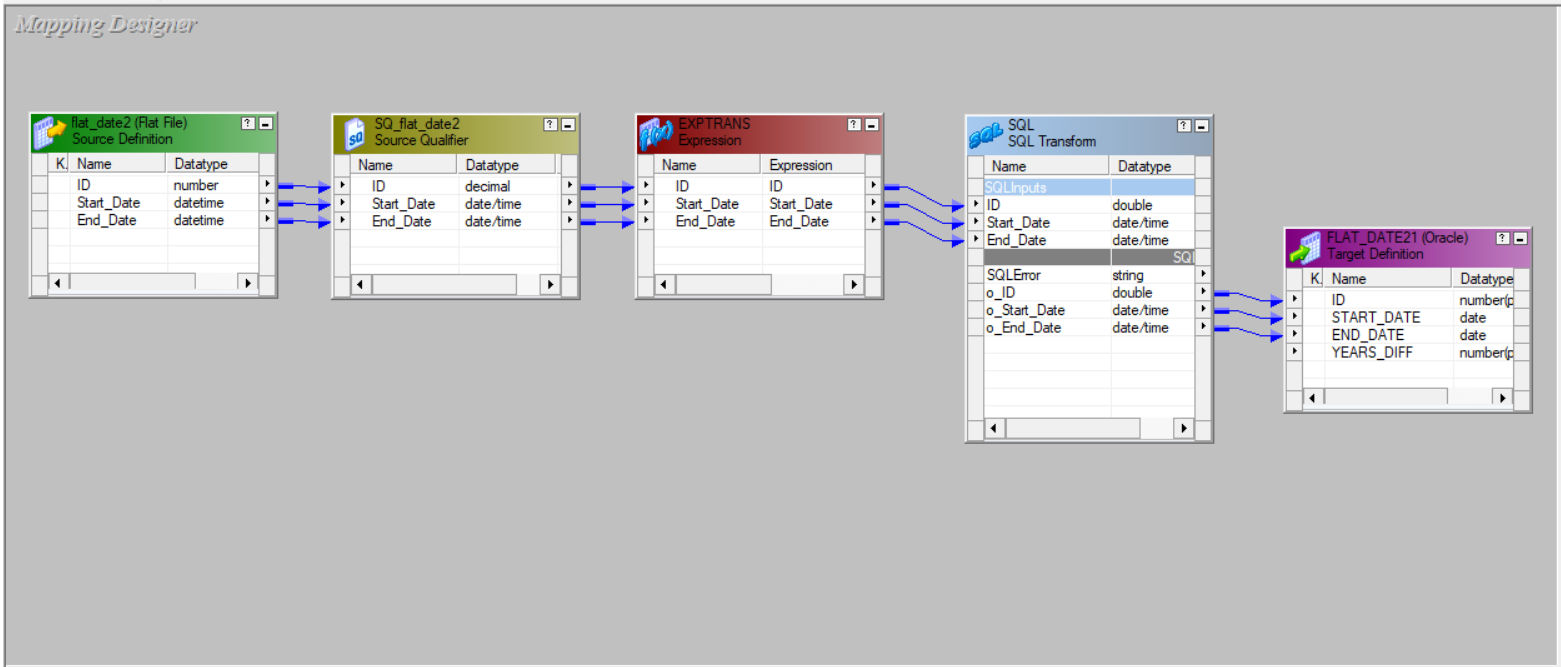 Mapping Designer
flat_date2 (Flat File)
Source Definition
K Name Datatype
ID number
Start_Date datetime
End_Date datetime
SQ_flat_date2
Source Qualifier
Name Datatype
ID decimal
Start_Date date/time
End_Date date/time
EXPTRANS
Expression
Name Expression
ID ID
Start_Date Start_Date
End_Date End_Date
SQL
SQL Transform
Name Datatype
SQLInputs
ID double
Start_Date date/time
End_Date date/time
SQL
SQLError string
o_ID double
o_Start_Date date/time
o_End_Date date/time
FLAT_DATE21 (Oracle)
Target Definition
K Name Datatype
ID number(p
START_DATE date
END_DATE date
YEARS_DIFF number(p